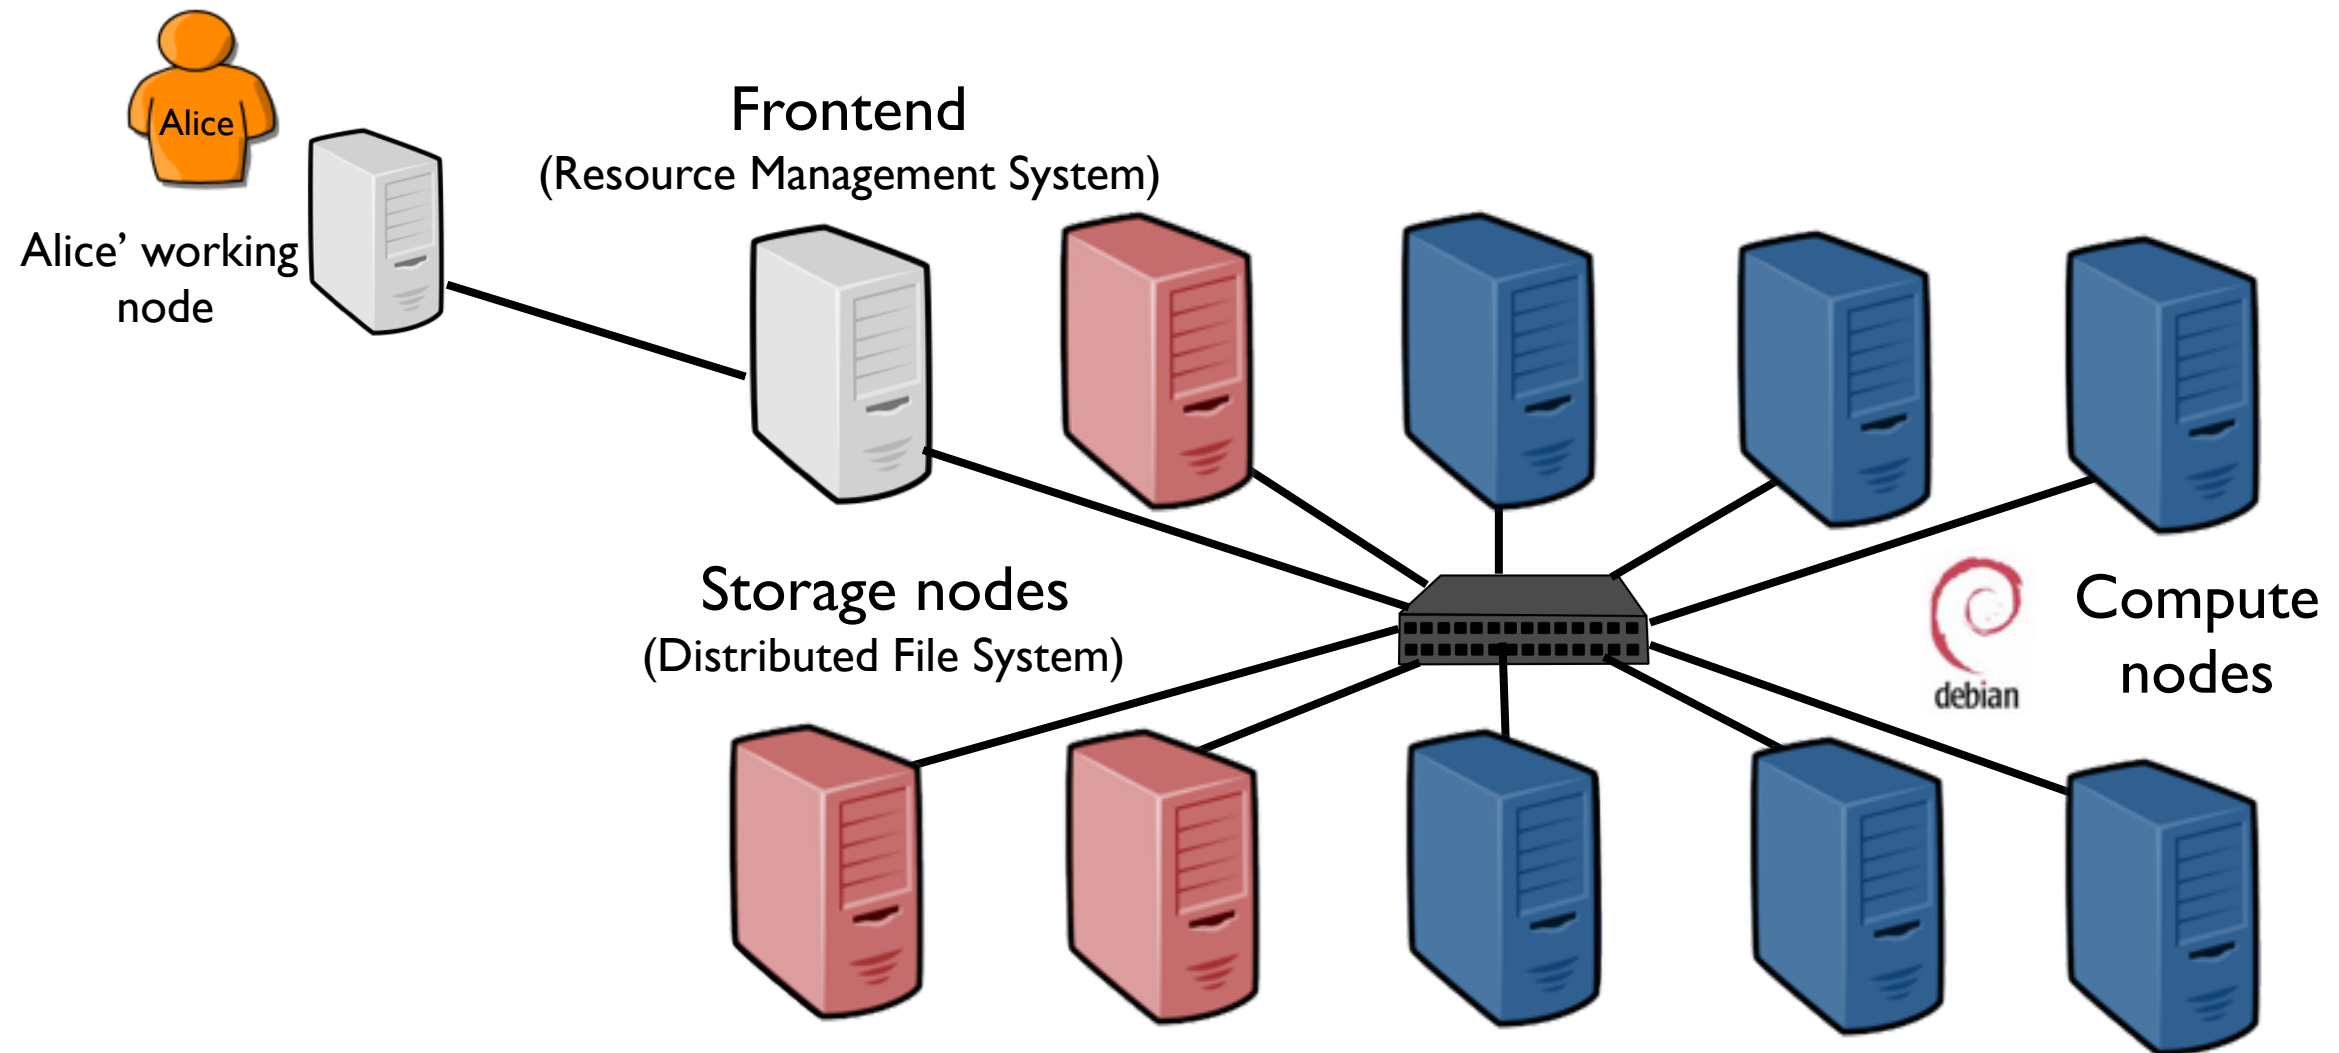 Alice
Alice’ working
node
Frontend
(Resource Management System)
Storage nodes
(Distributed File System)
debian
Compute
nodes